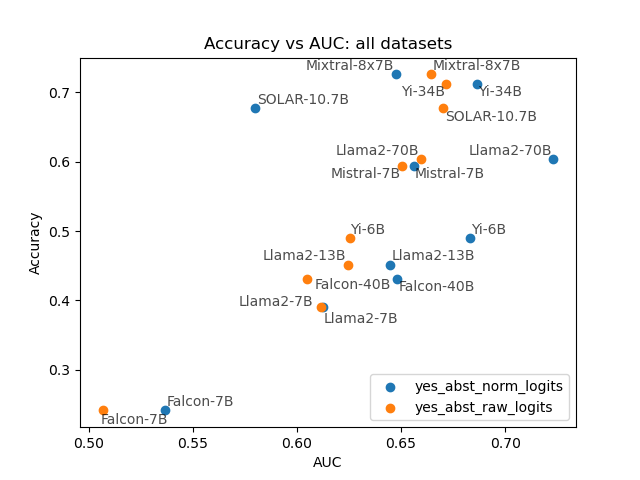 Accuracy vs AUC: all datasets
Mixtral-8x7B
Mixtral-8x7B
0.7
Yi-34B
Yi-34B
SOLAR-10.7B
SOLAR-10.7B
0.6
Llama2-70B
Llama2-70B
Mistral-7B
Mistral-7B
Accuracy
0.5
Yi-6B
Yi-6B
Llama2-13B
Llama2-13B
Falcon-40B
Falcon-40B
0.4
Llama2-7B
Llama2-7B
0.3
Falcon-7B
Falcon-7B
yes_abst_norm_logits
yes_abst_raw_logits
0.50
0.55
0.60
0.65
0.70
AUC